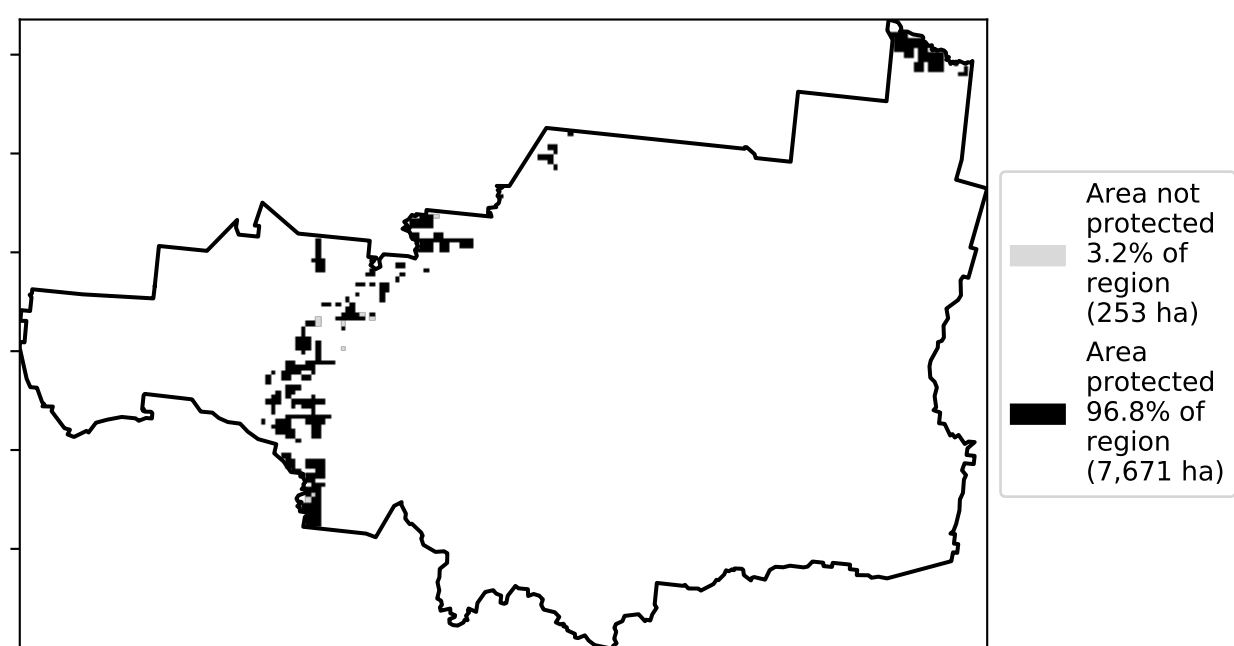 Area not
protected
3.2% of
region
(253 ha)
Area
protected
96.8% of
region
(7,671 ha)